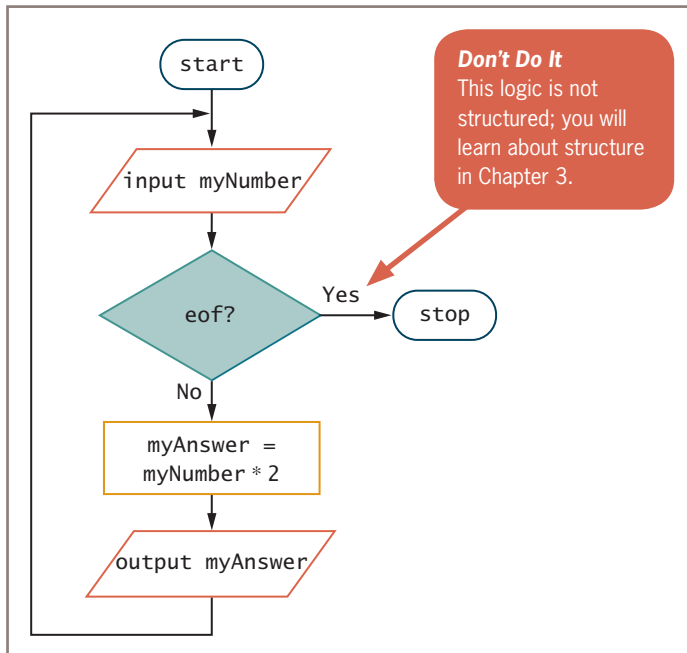 start
Don't Do It
This logic is not
structured; you will
learn about structure
in Chapter 3.
input myNumber
eof?
Yes
stop
No
myAnswer =
myNumber * 2
output myAnswer